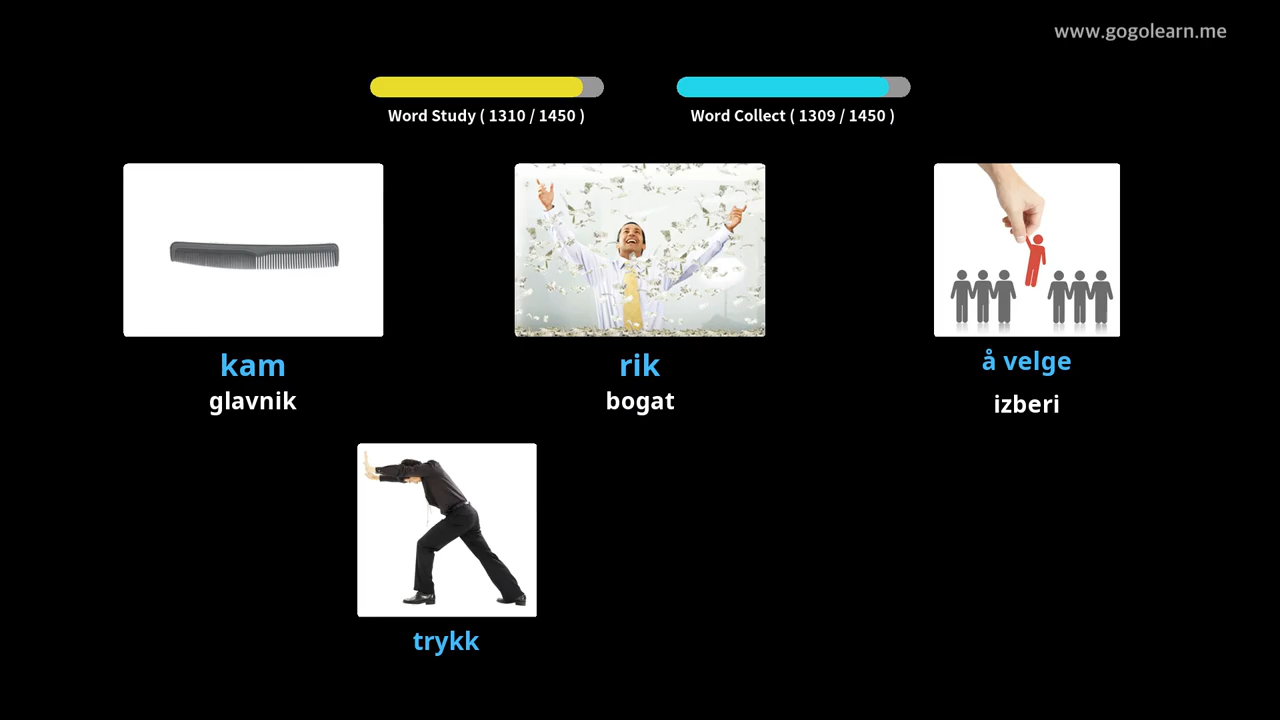 www.gogolearn.me
Word Study ( 1310 / 1450 )
Word Collect ( 1309 / 1450 )
kam
glavnik
rik
bogat
å velge
izberi
trykk